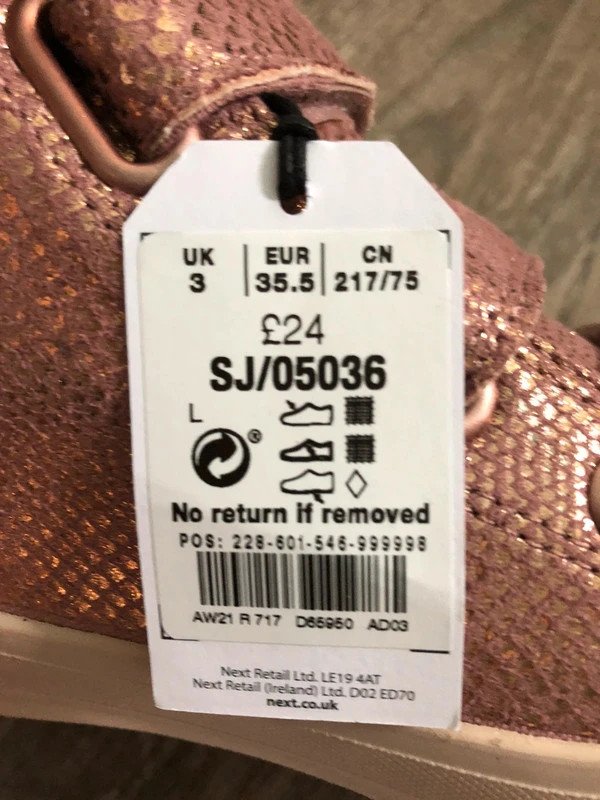 UK EUR CN
3 35.5 217/75
£24
SJ/05036
L
®
No return if removed
POS: 228-601-546-999998
AW21 R 717 D65950 AD03
Next Retail Ltd. LE19 4AT
Next Retail (Ireland) Ltd. D02 ED70
next.co.uk